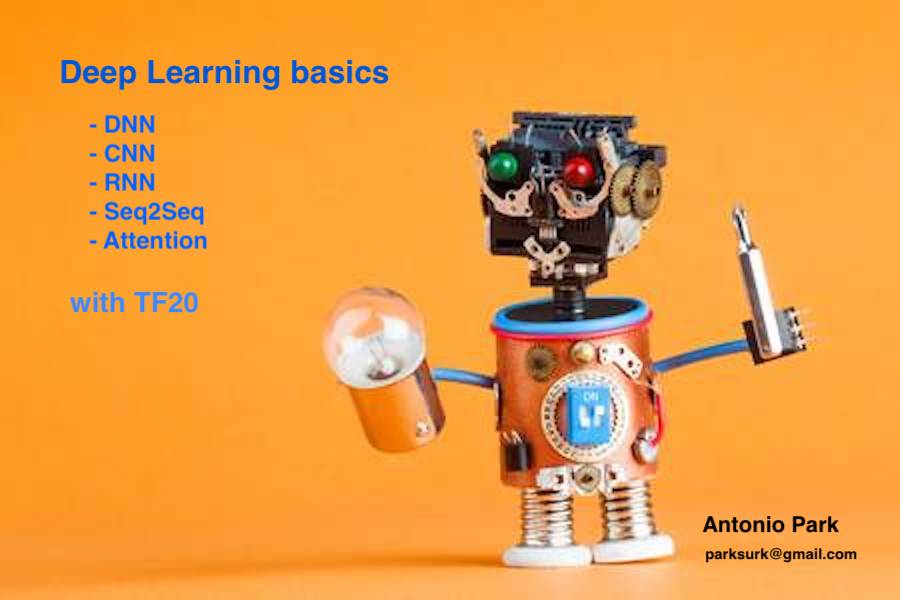 Deep Learning basics
- DNN
- CNN
- RNN
- Seq2Seq
- Attention
with TF20
ON
Antonio Park
parksurk@gmail.com